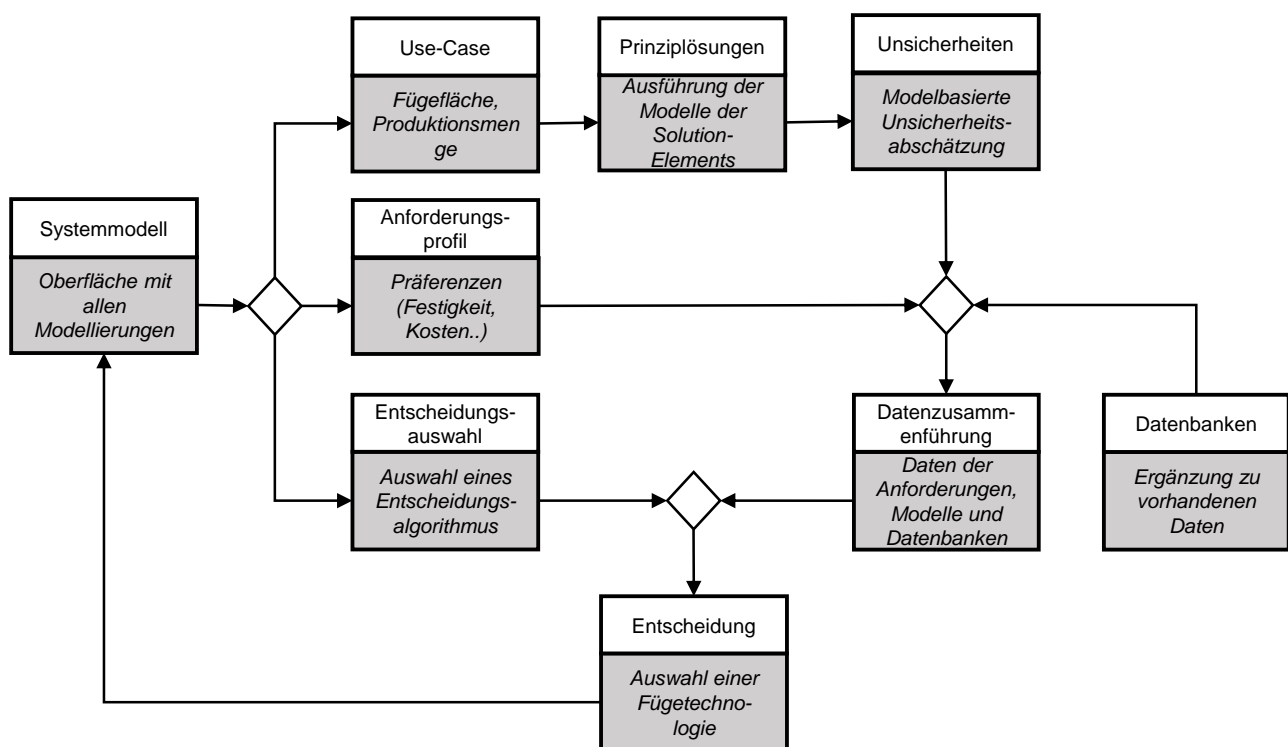 Use-Case
Fügefläche,
Produktionsmen
ge
Prinziplösungen
Ausführung der
Modelle der
Solution-
Elements
Unsicherheiten
Modelbasierte
Unsicherheits-
abschätzung
Systemmodell
Oberfläche mit
allen
Modellierungen
Anforderungs-
profil
Präferenzen
(Festigkeit,
Kosten..)
Entscheidungs-
auswahl
Auswahl eines
Entscheidungs-
algorithmus
Datenzusamm-
enführung
Daten der
Anforderungen,
Modelle und
Datenbanken
Datenbanken
Ergänzung zu
vorhandenen
Daten
Entscheidung
Auswahl einer
Fügetechno-
logie